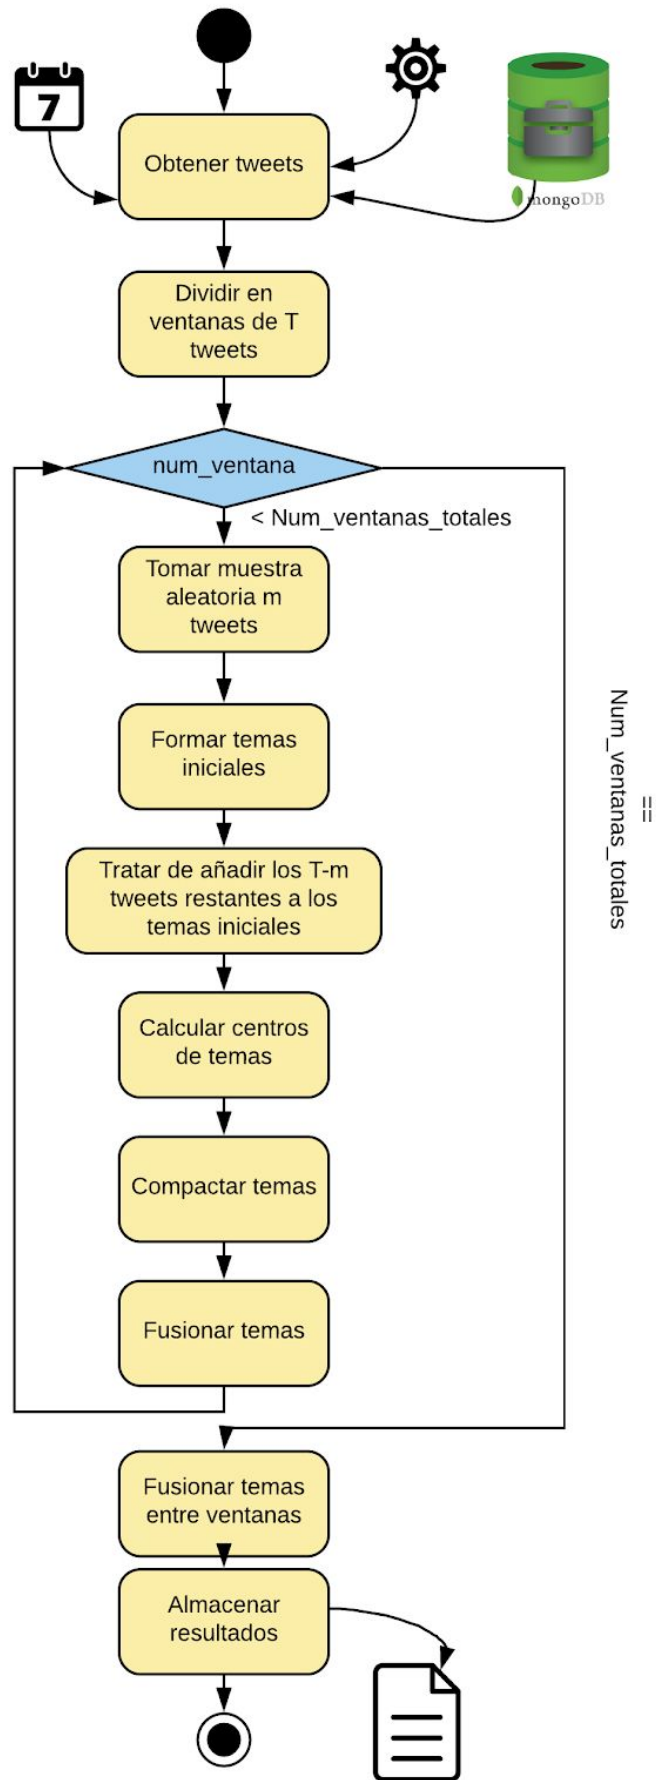 7
Obtener tweets
mongoDB
Dividir en
ventanas de T
tweets
num_ventana
< Num_ventanas_totales
Tomar muestra
aleatoria m
tweets
Formar temas
iniciales
==
Num_ventanas_totales
Tratar de añadir los T-m
tweets restantes a los
temas iniciales
Calcular centros
de temas
Compactar temas
Fusionar temas
Fusionar temas
entre ventanas
Almacenar
resultados